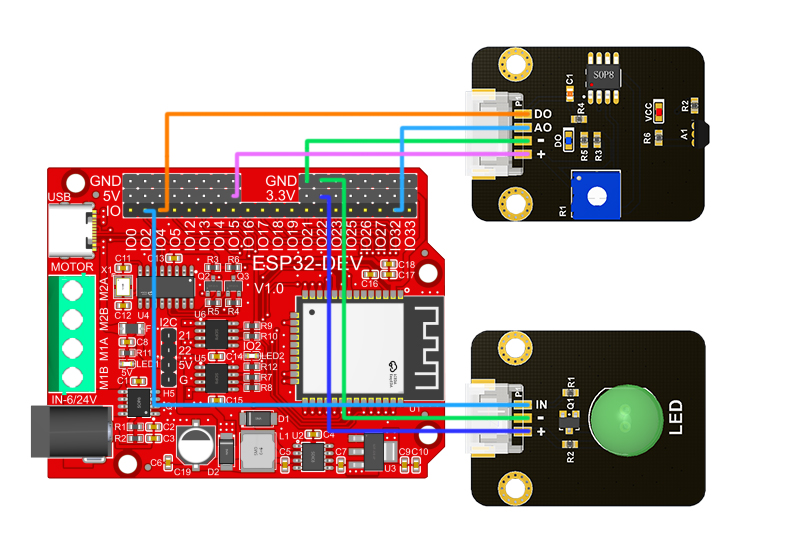 GND
5V
IO
GND
3.3V
IO0
IO2
IO4
IO5
IO12
IO13
IO14
IO15
IO16
IO17
IO18
IO19
IO21
IO22
IO23
IO25
IO26
IO27
IO32
IO33
USB
MOTOR
M2A
M2B
M1A
M1B
IN-6/24V
ESP32-DEV
V1.0
C11
X1
C12
C13
U4
R3
R6
Q2
Q3
R5
R4
C18
C17
C16
F
C8
R11
LED1
5V
I2C
21
22
5V
G
H5
U6
U5
C14
C15
R9
R10
IO2
LED2
R12
R7
R8
U1
R1
R2
C2
C3
C6
C19
D2
D1
L1
U2
C4
C5
C7
U3
C9
C10
P1
DO
AO
-
+
C1
SOP8
R4
DO
R5
R3
VCC
R6
R2
A1
R1
IN
-
+
R1
Q1
R2
LED